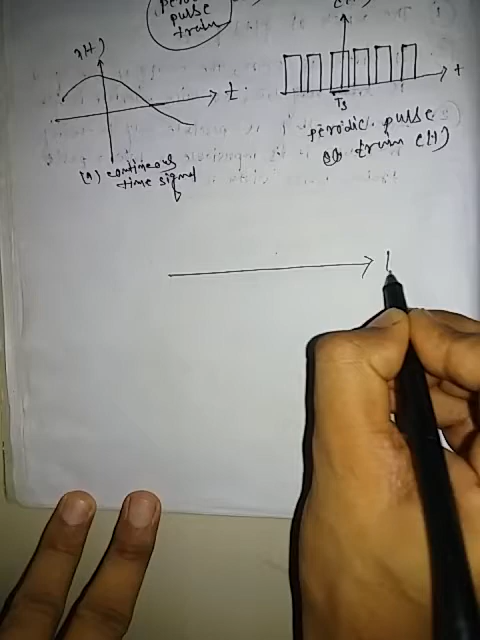 pulse
train
t
t
Ts
periodic pulse
train c(t)
(a) continuous
time signal